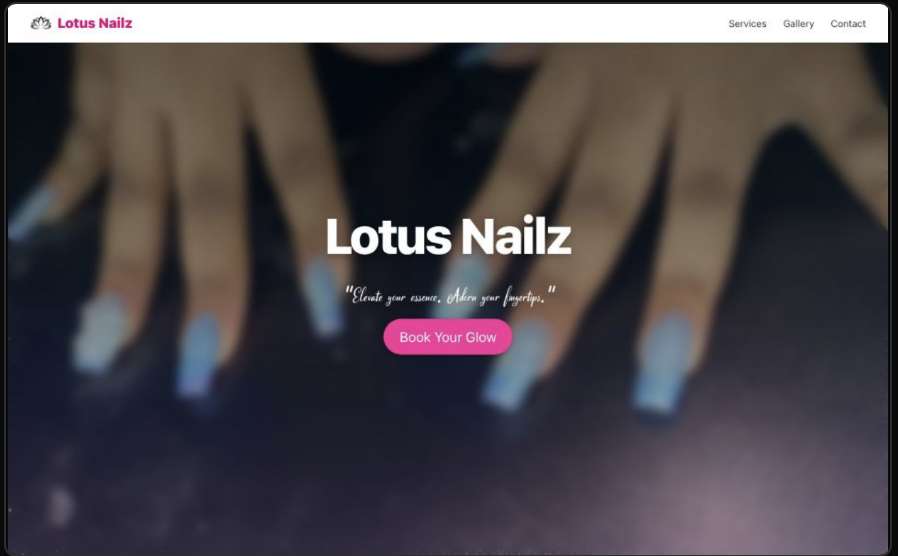 Lotus Nailz
Services Gallery Contact
Lotus Nailz
"Elevate your essence. Adorn your fingertips."
Book Your Glow